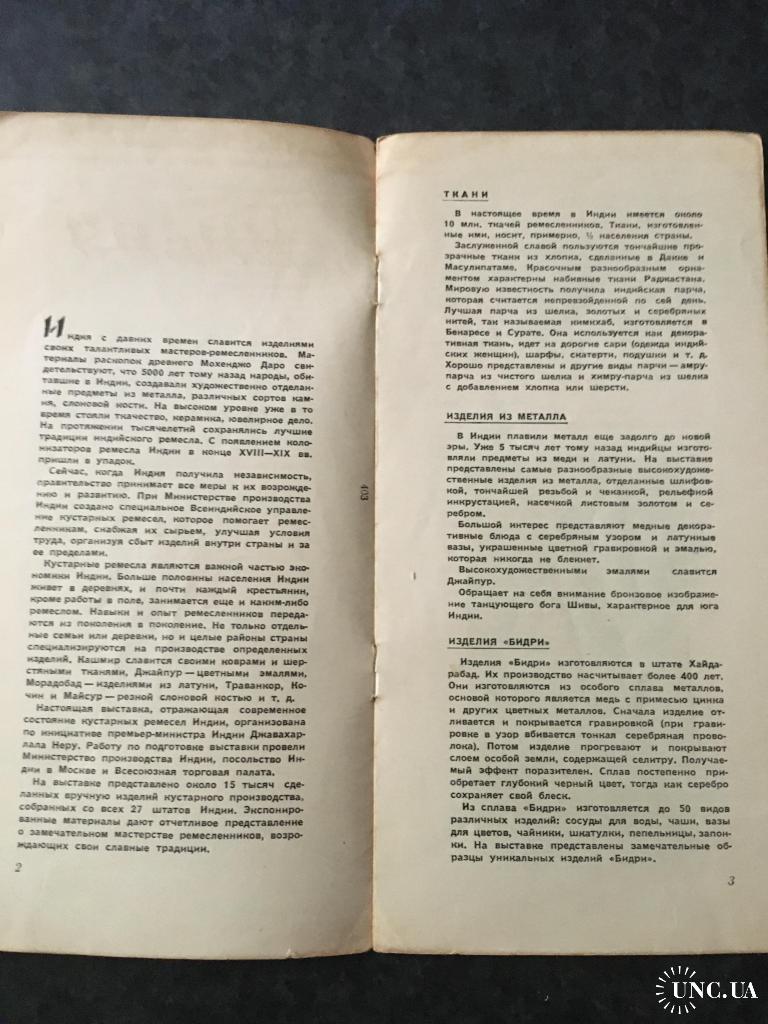 Индия с давних времен славится изделиями
своих талантливых мастеров-ремесленников. Ма-
териалы раскопок древнего Мохенджо Даро сви-
детельствуют, что 5000 лет тому назад народы, оби-
тавшие в Индии, создавали художественно отделан-
ные предметы из металла, различных сортов кам-
ня, слоновой кости. На высоком уровне уже в то
время стояли ткачество, керамика, ювелирное дело.
На протяжении тысячелетий сохранялись лучшие
традиции индийского ремесла. С появлением коло-
низаторов ремесла Индии в конце XVIII—XIX вв.
пришли в упадок.
Сейчас, когда Индия получила независимость,
правительство принимает все меры к их возрожде-
нию и развитию. При Министерстве производства
Индии создано специальное Всеиндийское управле-
ние кустарных ремесел, которое помогает ремес-
ленникам, снабжая их сырьем, улучшая условия
труда, организуя сбыт изделий внутри страны и за
ее пределами.
Кустарные ремесла являются важной частью эко-
номики Индии. Больше половины населения Индии
живет в деревнях, и почти каждый крестьянин,
кроме работы в поле, занимается еще и каким-либо
ремеслом. Навыки и опыт ремесленников переда-
ются из поколения в поколение. Не только отдель-
ные семьи или деревни, но и целые районы страны
специализируются на производстве определенных
изделий. Кашмир славится своими коврами и шер-
стяными тканями, Джайпур—цветными эмалями,
Морадобад—изделиями из латуни, Траванкор, Ко-
чин и Майсур—резной слоновой костью и т. д.
Настоящая выставка, отражающая современное
состояние кустарных ремесел Индии, организована
по инициативе премьер-министра Индии Джавахар-
лала Неру. Работу по подготовке выставки провели
Министерство производства Индии, посольство Ин-
дии в Москве и Всесоюзная торговая палата.
На выставке представлено около 15 тысяч сде-
ланных вручную изделий кустарного производства,
собранных со всех 27 штатов Индии. Экспониро-
ванные материалы дают отчетливое представление
о замечательном мастерстве ремесленников, возро-
ждающих свои славные традиции.
2
403
ТКАНИ
В настоящее время в Индии имеется около
10 млн. ткачей ремесленников. Ткани, изготовлен-
ные ими, носит, примерно, ⅓ населения страны.
Заслуженной славой пользуются тончайшие про-
зрачные ткани из хлопка, сделанные в Дакке и
Масулипатаме. Красочным разнообразным орна-
ментом характерны набивные ткани Раджастана.
Мировую известность получила индийская парча,
которая считается непревзойденной по сей день.
Лучшая парча из шелка, золотых и серебряных
нитей, так называемая кимкхаб, изготовляется в
Бенаресе и Сурате. Она используется как декора-
тивная ткань, идет на дорогие сари (одежда индий-
ских женщин), шарфы, скатерти, подушки и т. д.
Хорошо представлены и другие виды парчи—амру-
парча из чистого шелка и химру-парча из шелка
с добавлением хлопка или шерсти.
ИЗДЕЛИЯ ИЗ МЕТАЛЛА
В Индии плавили металл еще задолго до новой
эры. Уже 5 тысяч лет тому назад индийцы изгото-
вляли предметы из меди и латуни. На выставке
представлены самые разнообразные высокохудоже-
ственные изделия из металла, отделанные шлифов-
кой, тончайшей резьбой и чеканкой, рельефной
инкрустацией, насечкой листовым золотом и се-
ребром.
Большой интерес представляют медные декора-
тивные блюда с серебряным узором и латунные
вазы, украшенные цветной гравировкой и эмалью,
которая никогда не блекнет.
Высокохудожественными эмалями славится
Джайпур.
Обращает на себя внимание бронзовое изображе-
ние танцующего бога Шивы, характерное для юга
Индии.
ИЗДЕЛИЯ «БИДРИ»
Изделия «Бидри» изготовляются в штате Хайда-
рабад. Их производство насчитывает более 400 лет.
Они изготовляются из особого сплава металлов,
основой которого является медь с примесью цинка
и других цветных металлов. Сначала изделие от-
ливается и покрывается гравировкой (при грави-
ровке в узор вбивается тонкая серебряная прово-
лока). Потом изделие прогревают и покрывают
слоем особой земли, содержащей селитру. Получае-
мый эффект поразителен. Сплав постепенно при-
обретает глубокий черный цвет, тогда как серебро
сохраняет свой блеск.
Из сплава «Бидри» изготовляется до 50 видов
различных изделий: сосуды для воды, чаши, вазы
для цветов, чайники, шкатулки, пепельницы, запон-
ки. На выставке представлены замечательные об-
разцы уникальных изделий «Бидри».
3
UNC.UA